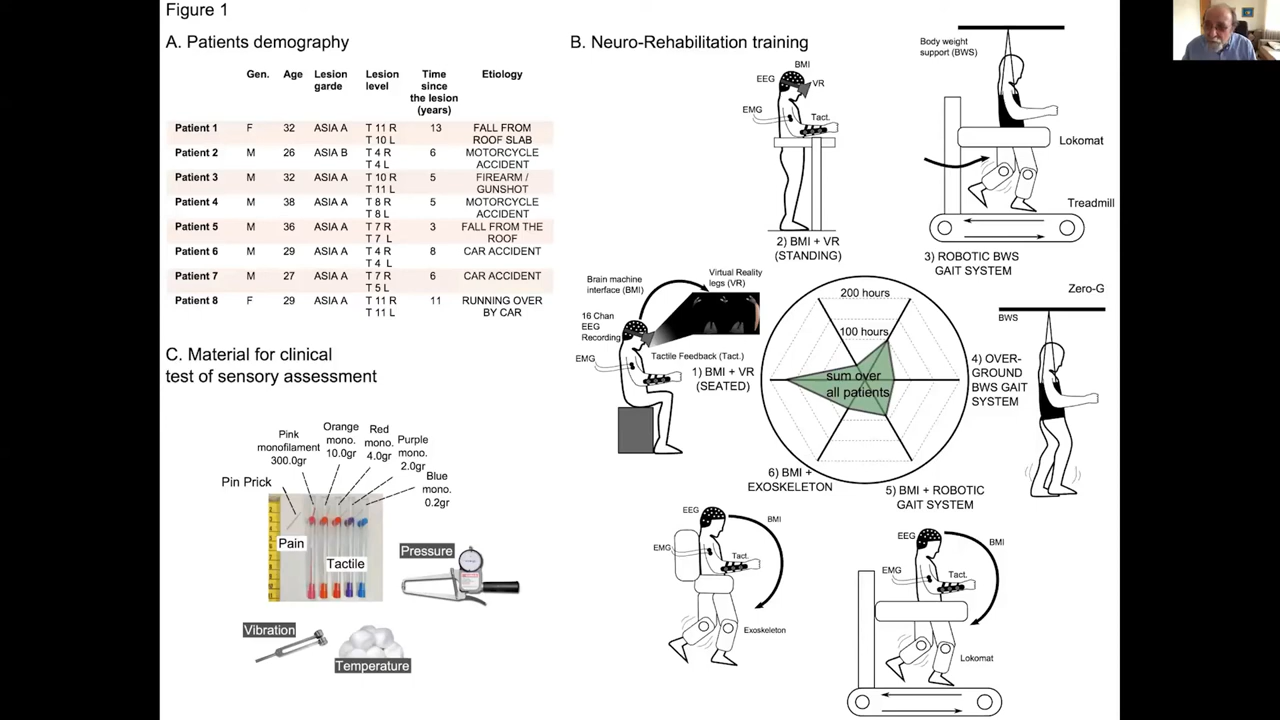 Figure 1
A. Patients demography
Gen. Age Lesion garde Lesion level Time since the lesion (years) Etiology
Patient 1 F 32 ASIA A T 11 R T 10 L 13 FALL FROM ROOF SLAB
Patient 2 M 26 ASIA B T 4 R T 4 L 6 MOTORCYCLE ACCIDENT
Patient 3 M 32 ASIA A T 10 R T 11 L 5 FIREARM / GUNSHOT
Patient 4 M 38 ASIA A T 8 R T 8 L 5 MOTORCYCLE ACCIDENT
Patient 5 M 36 ASIA A T 7 R T 7 L 3 FALL FROM THE ROOF
Patient 6 M 29 ASIA A T 4 R T 4 L 8 CAR ACCIDENT
Patient 7 M 27 ASIA A T 7 R T 5 L 6 CAR ACCIDENT
Patient 8 F 29 ASIA A T 11 R T 11 L 11 RUNNING OVER BY CAR
C. Material for clinical
test of sensory assessment
Pin Prick
Pink
monofilament
300.0gr
Orange
mono.
10.0gr
Red
mono.
4.0gr
Purple
mono.
2.0gr
Blue
mono.
0.2gr
Pain
Tactile
Pressure
Vibration
Temperature
B. Neuro-Rehabilitation training
BMI
EEG
VR
EMG
Tact.
2) BMI + VR
(STANDING)
Body weight
support (BWS)
Lokomat
Treadmill
3) ROBOTIC BWS
GAIT SYSTEM
Brain machine
interface (BMI)
Virtual Reality
legs (VR)
16 Chan
EEG
Recording
EMG
Tactile Feedback (Tact.)
1) BMI + VR
(SEATED)
200 hours
100 hours
sum over
all patients
Zero-G
BWS
4) OVER-
GROUND
BWS GAIT
SYSTEM
6) BMI +
EXOSKELETON
5) BMI + ROBOTIC
GAIT SYSTEM
EEG
BMI
EMG
Tact.
Exoskeleton
EEG
BMI
EMG
Tact.
Lokomat